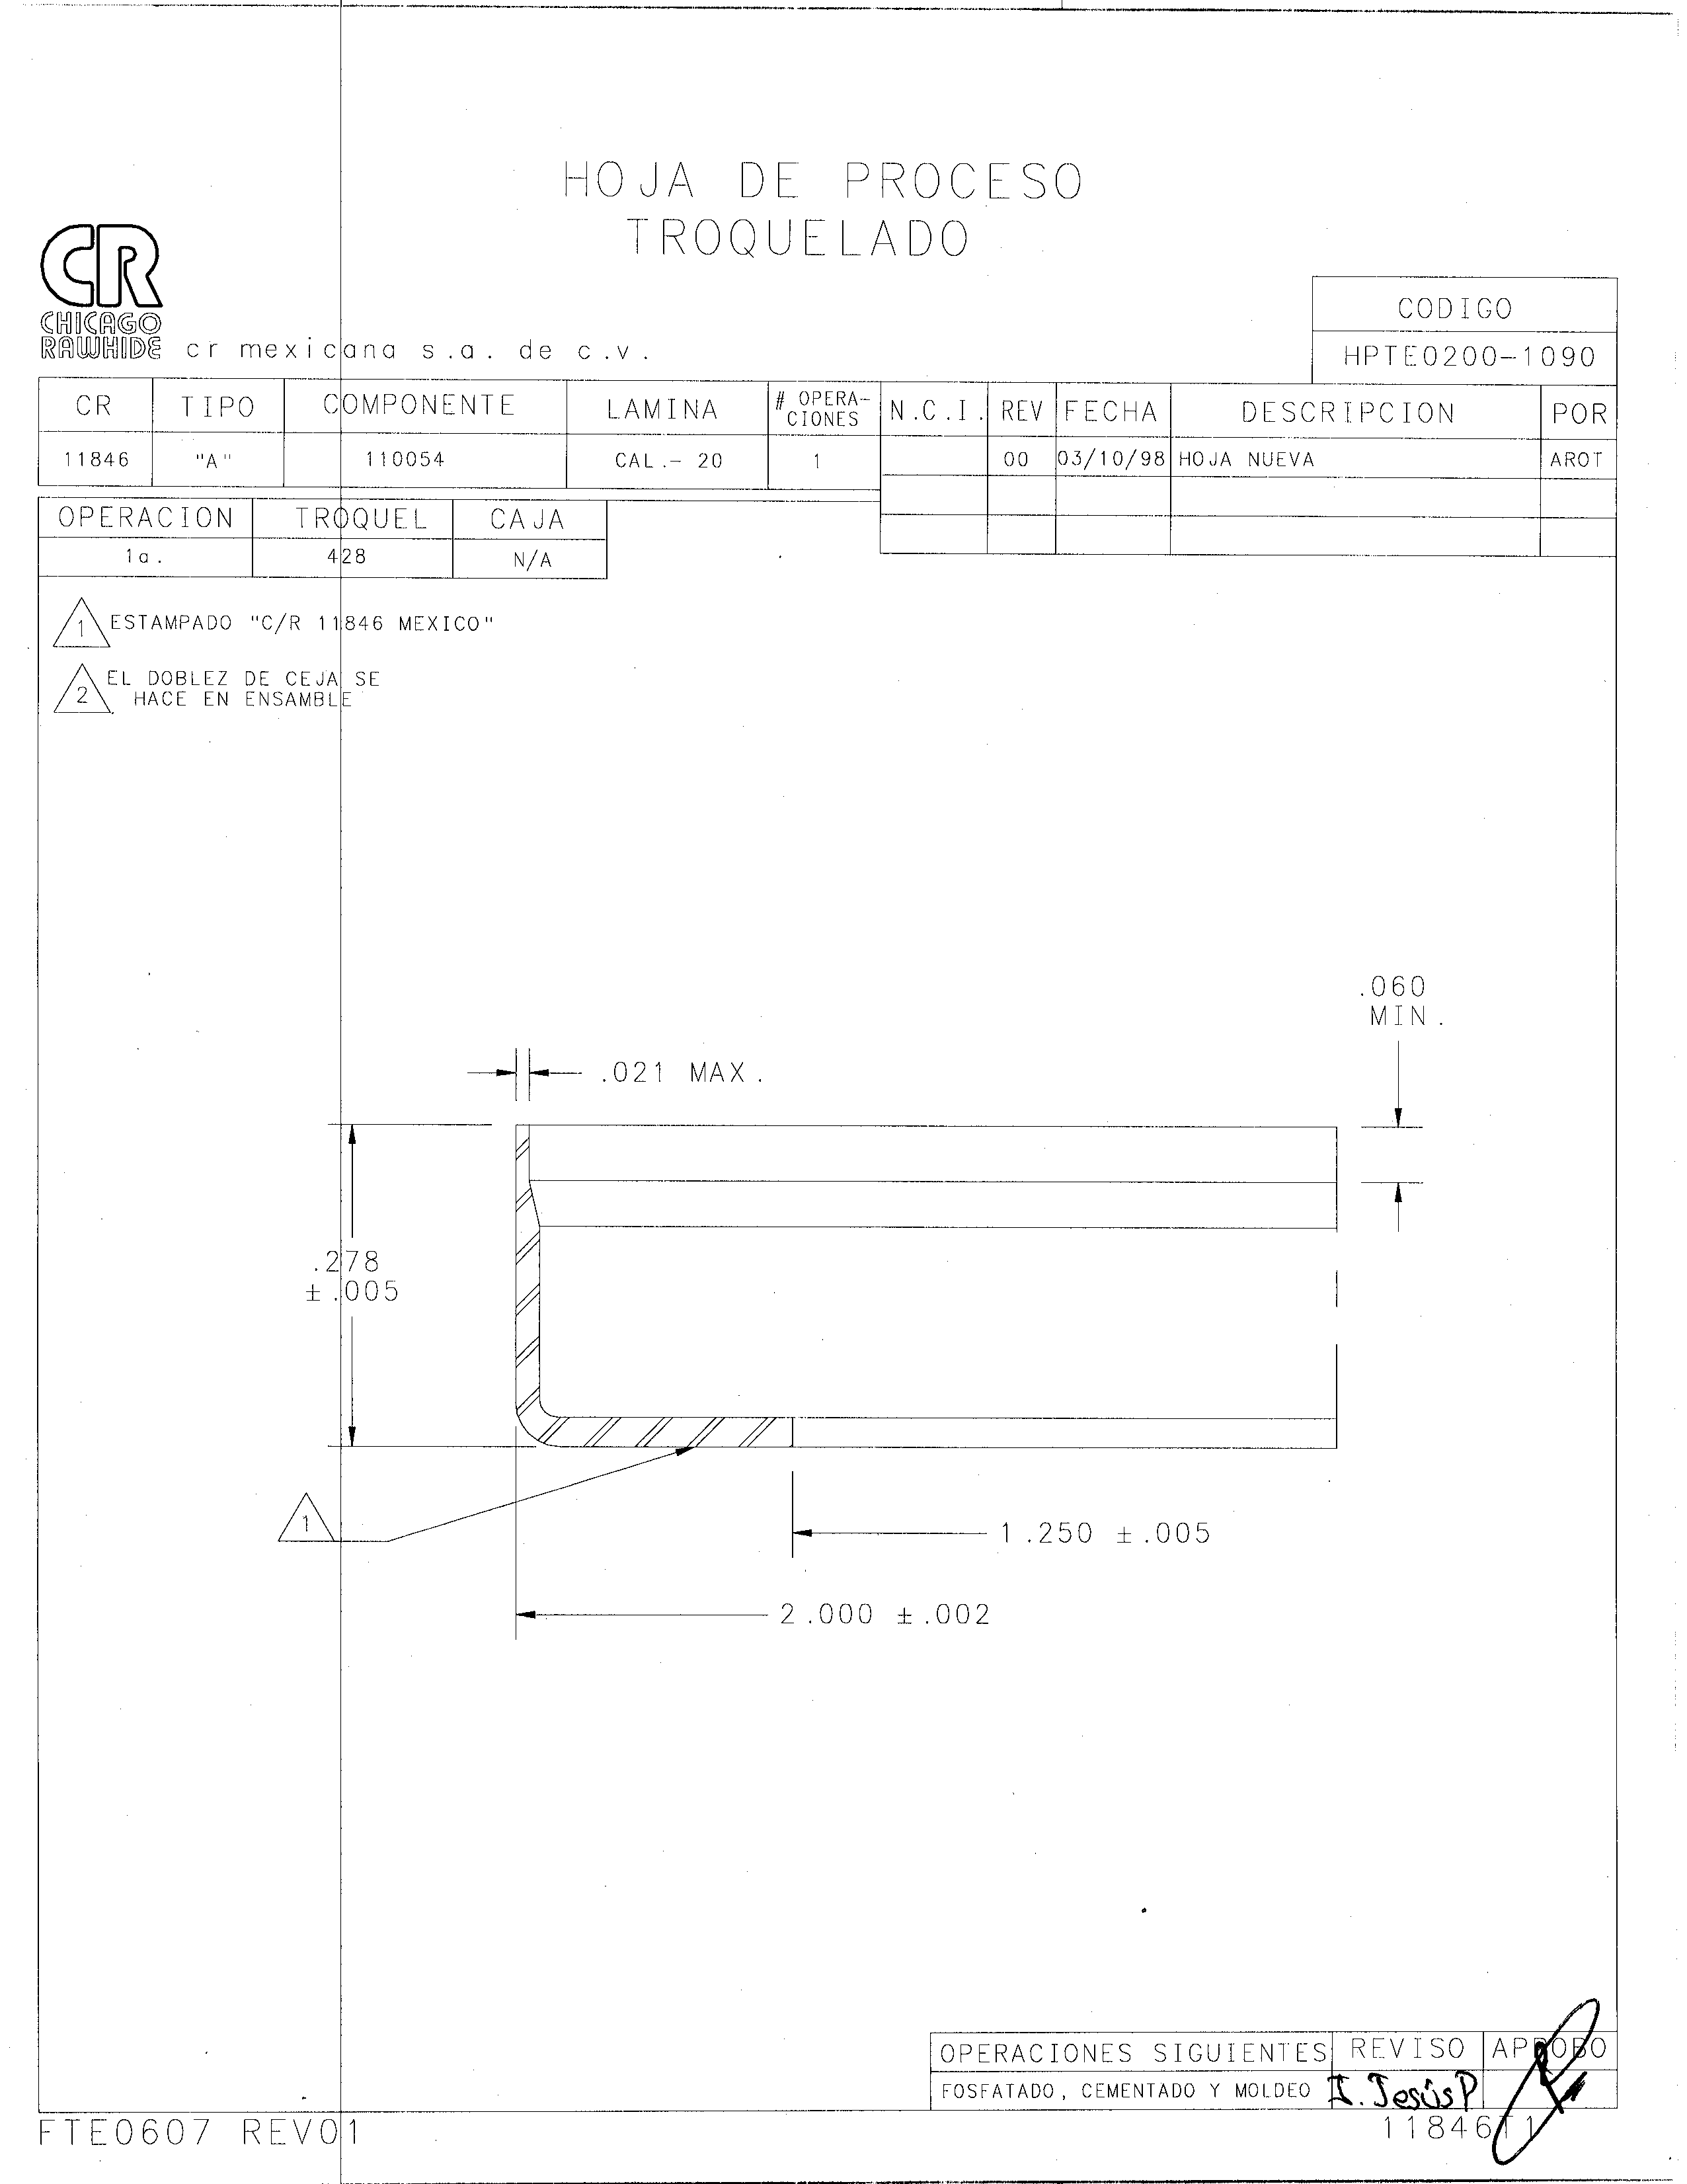 HOJA DE PROCESO
TROQUELADO
CR
CHICAGO
RAWHIDE
cr mexicana s.a. de c.v.
CODIGO
HPTE0200-1090
CR TIPO COMPONENTE LAMINA # OPERA-CIONES N.C.I. REV FECHA DESCRIPCION POR
11846 "A" 110054 CAL.- 20 1 00 03/10/98 HOJA NUEVA AROT
OPERACION TROQUEL CAJA
1a. 428 N/A
1 ESTAMPADO "C/R 11846 MEXICO"
2 EL DOBLEZ DE CEJA SE
HACE EN ENSAMBLE
.060
MIN.
.021 MAX.
.278
±.005
1
1.250 ±.005
2.000 ±.002
OPERACIONES SIGUIENTES REVISO APROBO
FOSFATADO, CEMENTADO Y MOLDEO I. Jesús P
FTE0607 REV01
11846T1